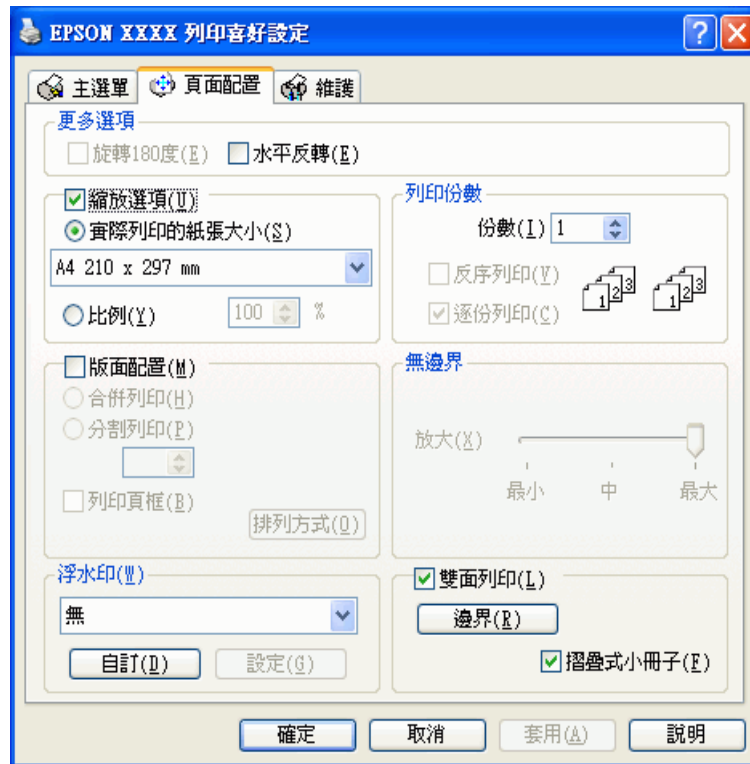 EPSON XXXX 列印喜好設定
主選單 頁面配置 維護
更多選項
旋轉180度(E) 水平反轉(E)
縮放選項(U)
實際列印的紙張大小(S)
A4 210 x 297 mm
比例(Y) 100 %
列印份數
份數(I) 1
反序列印(V)
逐份列印(C)
1 2 3 1 2 3
版面配置(M)
合併列印(H)
分割列印(P)
列印頁框(B)
排列方式(O)
無邊界
放大(X)
最小 中 最大
浮水印(W)
無
自訂(D) 設定(G)
雙面列印(L)
邊界(R)
摺疊式小冊子(F)
確定 取消 套用(A) 說明